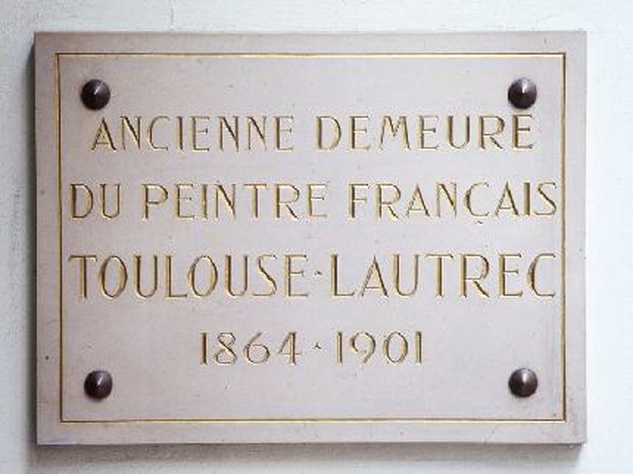 ANCIENNE DEMEURE
DU PEINTRE FRANÇAIS
TOULOUSE·LAUTREC
1864·1901